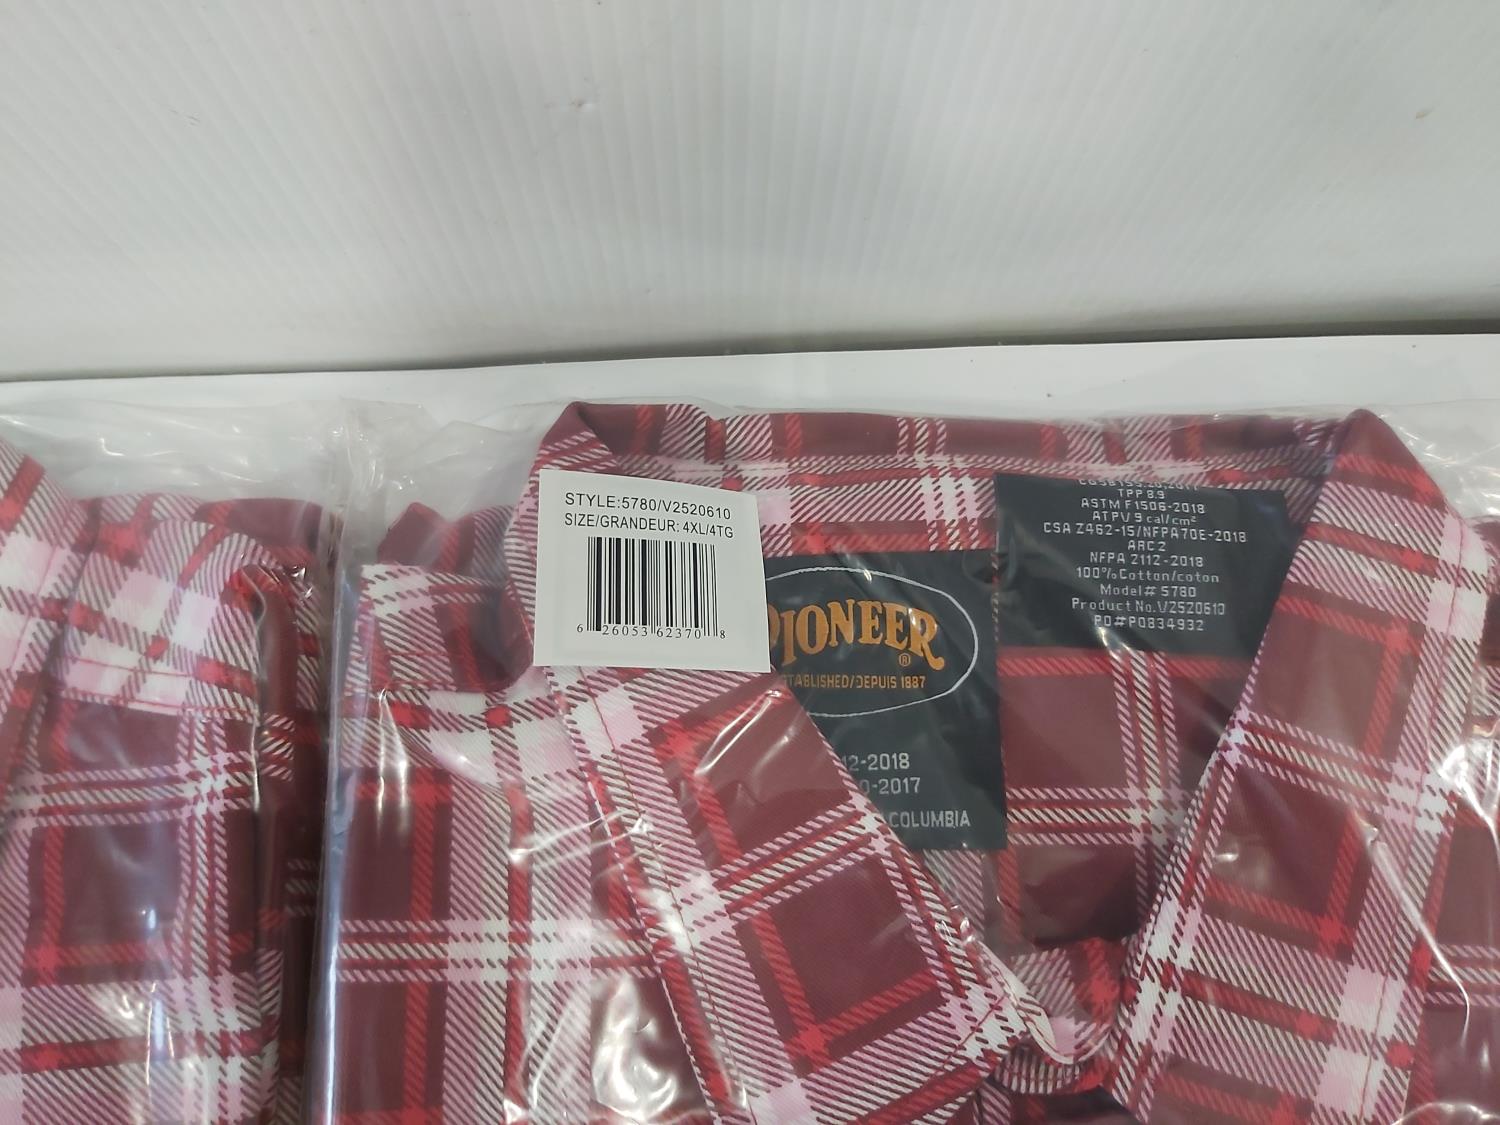 STYLE:5780/V2520610
SIZE/GRANDEUR: 4XL/4TG
6 26053 62370 8
PIONEER
®
ESTABLISHED/DEPUIS 1887
12-2018
0-2017
COLUMBIA
TPP 8.9
ASTM F1506-2018
ATPV 9 cal/cm²
CSA Z462-15/NFPA70E-2018
ARC 2
NFPA 2112-2018
100% Cotton/coton
Model# 5780
Product No.V2520610
PO#P0834932